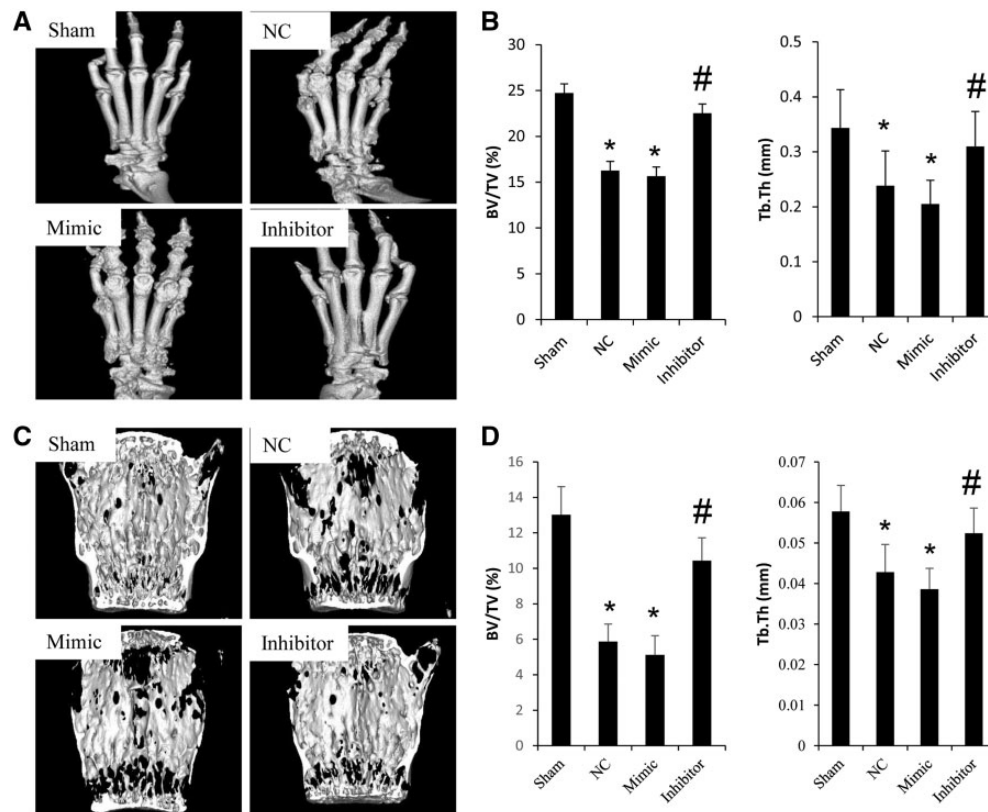 A
Sham
NC
Mimic
Inhibitor
B
30
25
20
15
10
5
0
BV/TV (%)
*
*
#
Sham
NC
Mimic
Inhibitor
0.5
0.4
0.3
0.2
0.1
0
Tb.Th (mm)
*
*
#
Sham
NC
Mimic
Inhibitor
C
Sham
NC
Mimic
Inhibitor
D
16
14
12
10
8
6
4
2
0
BV/TV (%)
*
*
#
Sham
NC
Mimic
Inhibitor
0.07
0.06
0.05
0.04
0.03
0.02
0.01
0
Tb.Th (mm)
*
*
#
Sham
NC
Mimic
Inhibitor